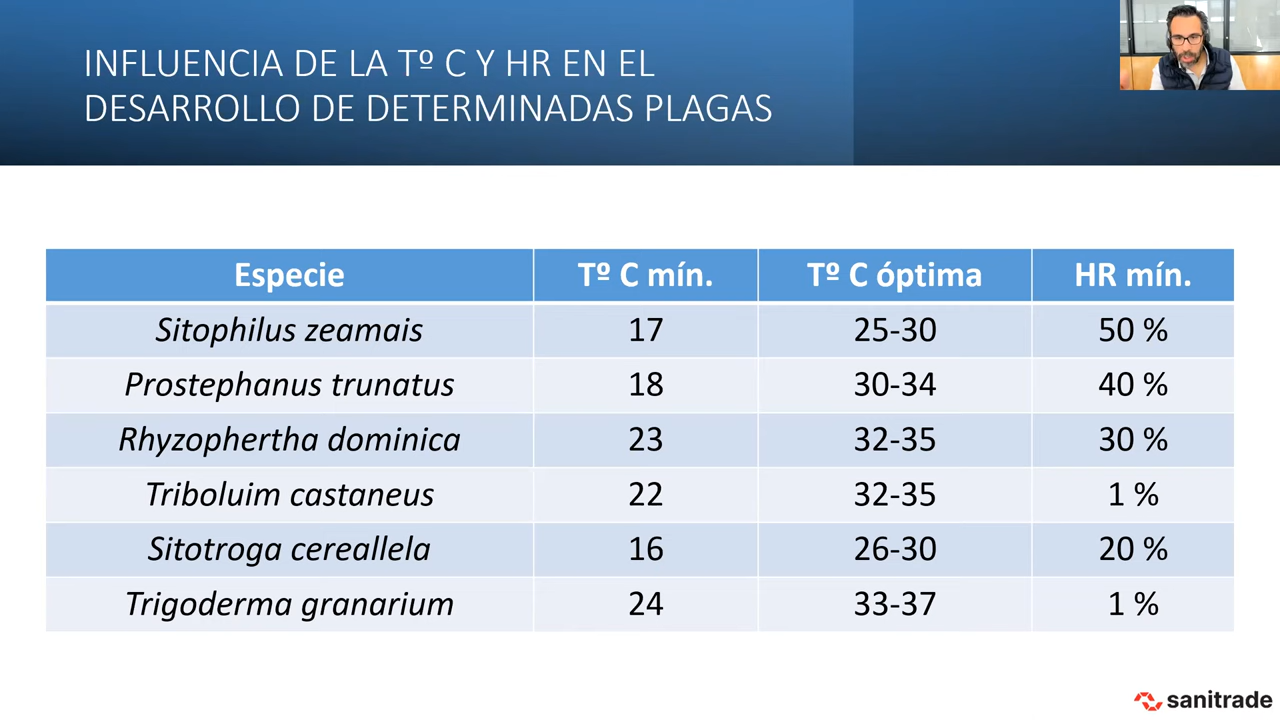 INFLUENCIA DE LA Tº C Y HR EN EL
DESARROLLO DE DETERMINADAS PLAGAS
Especie Tº C mín. Tº C óptima HR mín.
Sitophilus zeamais 17 25-30 50 %
Prostephanus trunatus 18 30-34 40 %
Rhyzophertha dominica 23 32-35 30 %
Triboluim castaneus 22 32-35 1 %
Sitotroga cereallela 16 26-30 20 %
Trigoderma granarium 24 33-37 1 %
sanitrade